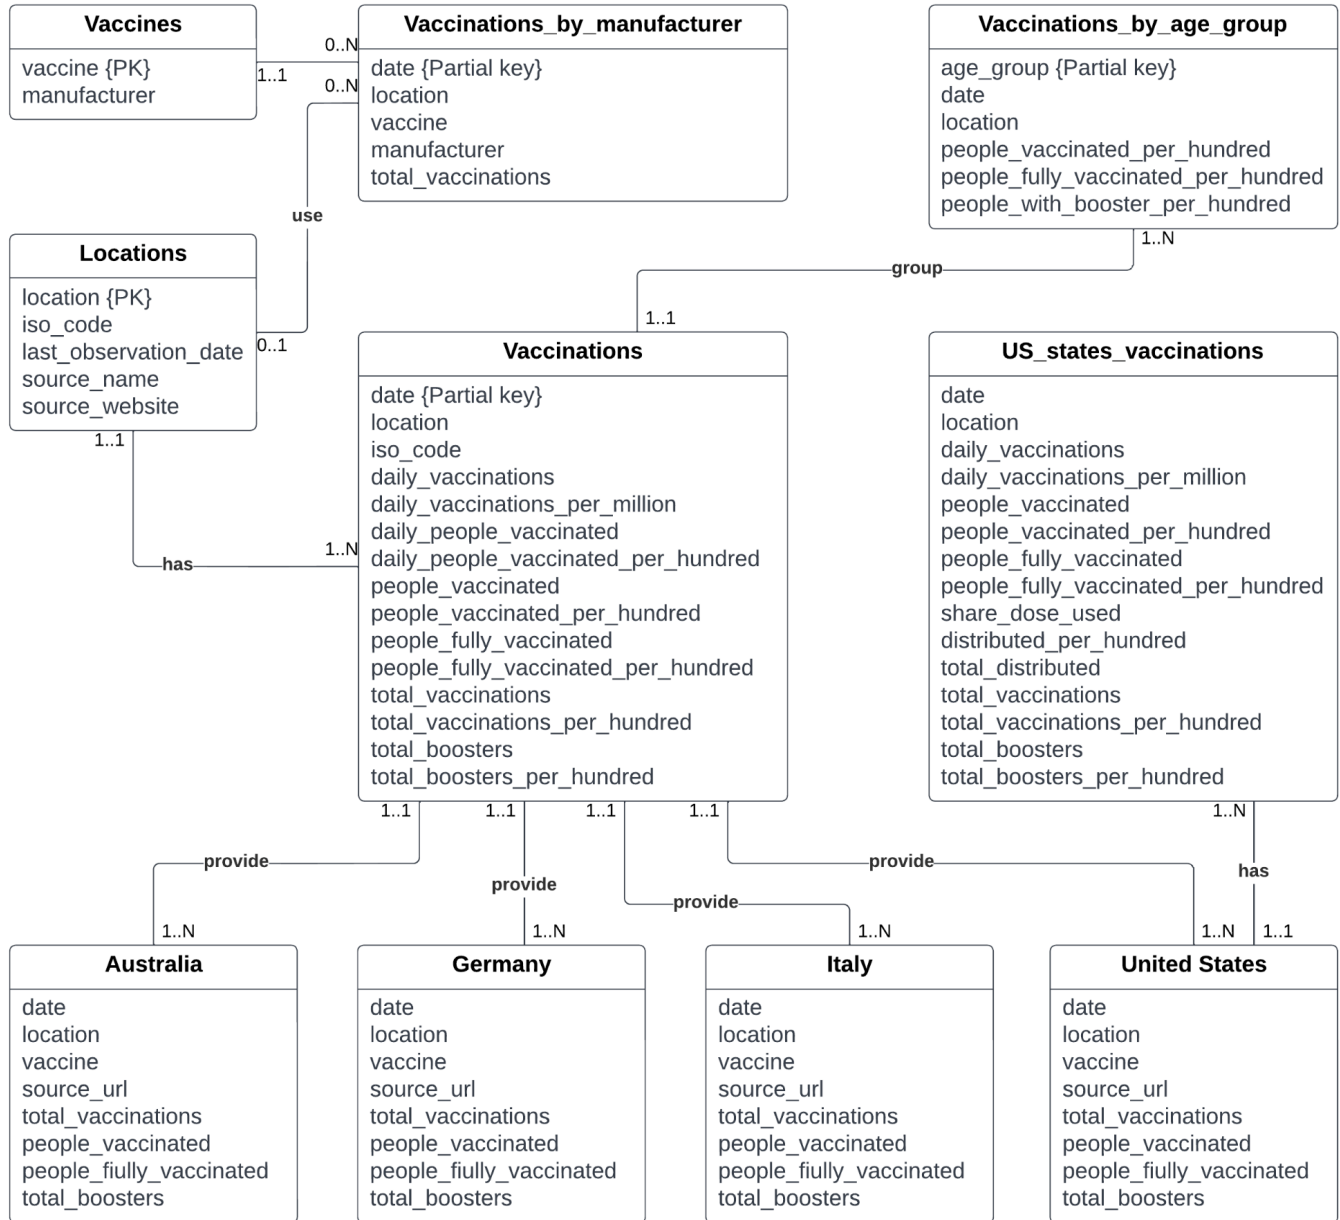 Vaccines
vaccine {PK}
manufacturer
1..1
0..N
0..N
Vaccinations_by_manufacturer
date {Partial key}
location
vaccine
manufacturer
total_vaccinations
Vaccinations_by_age_group
age_group {Partial key}
date
location
people_vaccinated_per_hundred
people_fully_vaccinated_per_hundred
people_with_booster_per_hundred
1..N
use
group
1..1
Locations
location {PK}
iso_code
last_observation_date
source_name
source_website
0..1
1..1
has
1..N
Vaccinations
date {Partial key}
location
iso_code
daily_vaccinations
daily_vaccinations_per_million
daily_people_vaccinated
daily_people_vaccinated_per_hundred
people_vaccinated
people_vaccinated_per_hundred
people_fully_vaccinated
people_fully_vaccinated_per_hundred
total_vaccinations
total_vaccinations_per_hundred
total_boosters
total_boosters_per_hundred
US_states_vaccinations
date
location
daily_vaccinations
daily_vaccinations_per_million
people_vaccinated
people_vaccinated_per_hundred
people_fully_vaccinated
people_fully_vaccinated_per_hundred
share_dose_used
distributed_per_hundred
total_distributed
total_vaccinations
total_vaccinations_per_hundred
total_boosters
total_boosters_per_hundred
1..1
1..1
1..1
1..1
1..N
provide
provide
provide
provide
has
1..N
1..N
1..N
1..N
1..1
Australia
date
location
vaccine
source_url
total_vaccinations
people_vaccinated
people_fiully_vaccinated
total_boosters
Germany
date
location
vaccine
source_url
total_vaccinations
people_vaccinated
people_fiully_vaccinated
total_boosters
Italy
date
location
vaccine
source_url
total_vaccinations
people_vaccinated
people_fiully_vaccinated
total_boosters
United States
date
location
vaccine
source_url
total_vaccinations
people_vaccinated
people_fiully_vaccinated
total_boosters